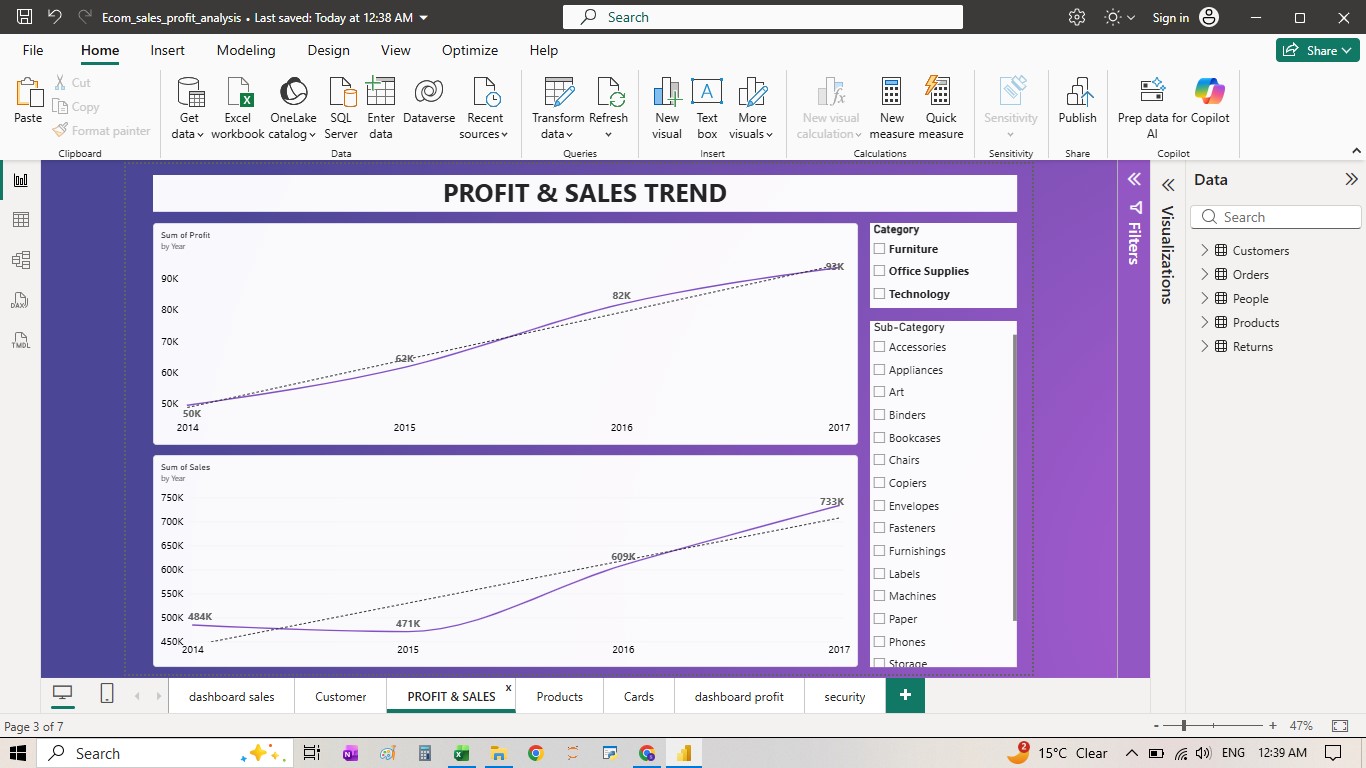 Ecom_sales_profit_analysis • Last saved: Today at 12:38 AM
Search
Sign in
File Home Insert Modeling Design View Optimize Help
Share
Paste
Cut
Copy
Format painter
Clipboard
Get data
Excel workbook
OneLake catalog
SQL Server
Enter data
Dataverse
Recent sources
Data
Transform data
Refresh
Queries
New visual
Text box
More visuals
Insert
New visual calculation
New measure
Quick measure
Calculations
Sensitivity
Sensitivity
Publish
Share
Prep data for AI
Copilot
Copilot
DAX
TMDL
PROFIT & SALES TREND
Sum of Profit
by Year
90K
80K
70K
60K
50K
50K
62K
82K
93K
2014 2015 2016 2017
Sum of Sales
by Year
750K
700K
650K
600K
550K
500K
450K
484K
471K
609K
733K
2014 2015 2016 2017
Category
Furniture
Office Supplies
Technology
Sub-Category
Accessories
Appliances
Art
Binders
Bookcases
Chairs
Copiers
Envelopes
Fasteners
Furnishings
Labels
Machines
Paper
Phones
Storage
Filters
Visualizations
Data
Search
Customers
Orders
People
Products
Returns
dashboard sales
Customer
PROFIT & SALES x
Products
Cards
dashboard profit
security
+
Page 3 of 7
- + 47%
Search
2
15°C Clear
ENG
12:39 AM